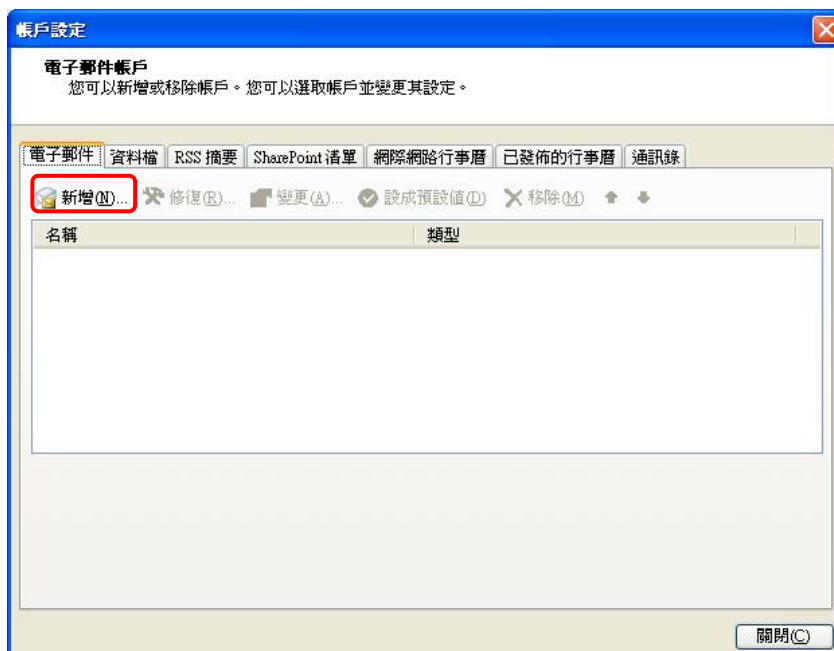 帳戶設定
電子郵件帳戶
您可以新增或移除帳戶。您可以選取帳戶並變更其設定。
電子郵件 資料檔 RSS 摘要 SharePoint 清單 網際網路行事曆 已發佈的行事曆 通訊錄
新增(N)... 修復(R)... 變更(A)... 設成預設值(D) 移除(M)
名稱 類型
關閉(C)